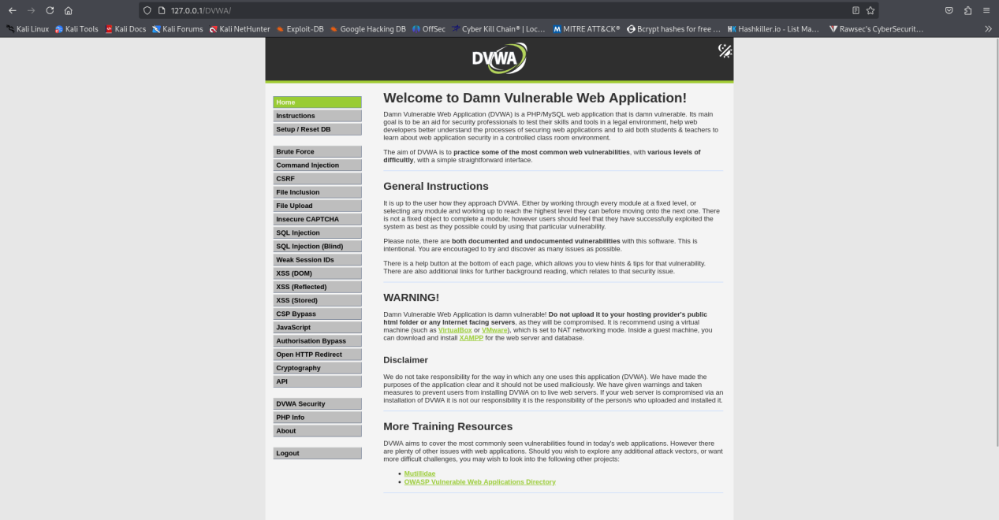 127.0.0.1/DVWA/
Kali Linux Kali Tools Kali Docs Kali Forums Kali NetHunter Exploit-DB Google Hacking DB OffSec Cyber Kill Chain® | Loc... MITRE ATT&CK® Bcrypt hashes for free ... Hashkiller.io - List Ma... Rawsec's CyberSecurit...
DVWA
Home
Instructions
Setup / Reset DB
Brute Force
Command Injection
CSRF
File Inclusion
File Upload
Insecure CAPTCHA
SQL Injection
SQL Injection (Blind)
Weak Session IDs
XSS (DOM)
XSS (Reflected)
XSS (Stored)
CSP Bypass
JavaScript
Authorisation Bypass
Open HTTP Redirect
Cryptography
API
DVWA Security
PHP Info
About
Logout
Welcome to Damn Vulnerable Web Application!
Damn Vulnerable Web Application (DVWA) is a PHP/MySQL web application that is damn vulnerable. Its main
goal is to be an aid for security professionals to test their skills and tools in a legal environment, help web
developers better understand the processes of securing web applications and to aid both students & teachers to
learn about web application security in a controlled class room environment.
The aim of DVWA is to practice some of the most common web vulnerabilities, with various levels of
difficultly, with a simple straightforward interface.
General Instructions
It is up to the user how they approach DVWA. Either by working through every module at a fixed level, or
selecting any module and working up to reach the highest level they can before moving onto the next one. There
is not a fixed object to complete a module; however users should feel that they have successfully exploited the
system as best as they possible could by using that particular vulnerability.
Please note, there are both documented and undocumented vulnerabilities with this software. This is
intentional. You are encouraged to try and discover as many issues as possible.
There is a help button at the bottom of each page, which allows you to view hints & tips for that vulnerability.
There are also additional links for further background reading, which relates to that security issue.
WARNING!
Damn Vulnerable Web Application is damn vulnerable! Do not upload it to your hosting provider's public
html folder or any Internet facing servers, as they will be compromised. It is recommend using a virtual
machine (such as VirtualBox or VMware), which is set to NAT networking mode. Inside a guest machine, you
can download and install XAMPP for the web server and database.
Disclaimer
We do not take responsibility for the way in which any one uses this application (DVWA). We have made the
purposes of the application clear and it should not be used maliciously. We have given warnings and taken
measures to prevent users from installing DVWA on to live web servers. If your web server is compromised via an
installation of DVWA it is not our responsibility it is the responsibility of the person/s who uploaded and installed it.
More Training Resources
DVWA aims to cover the most commonly seen vulnerabilities found in today's web applications. However there
are plenty of other issues with web applications. Should you wish to explore any additional attack vectors, or want
more difficult challenges, you may wish to look into the following other projects:
• Mutillidae
• OWASP Vulnerable Web Applications Directory